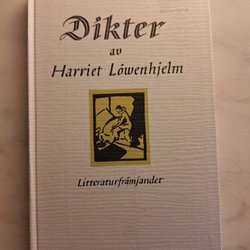 Dikter
av
Harriet Löwenhjelm
Litteraturfrämjandet